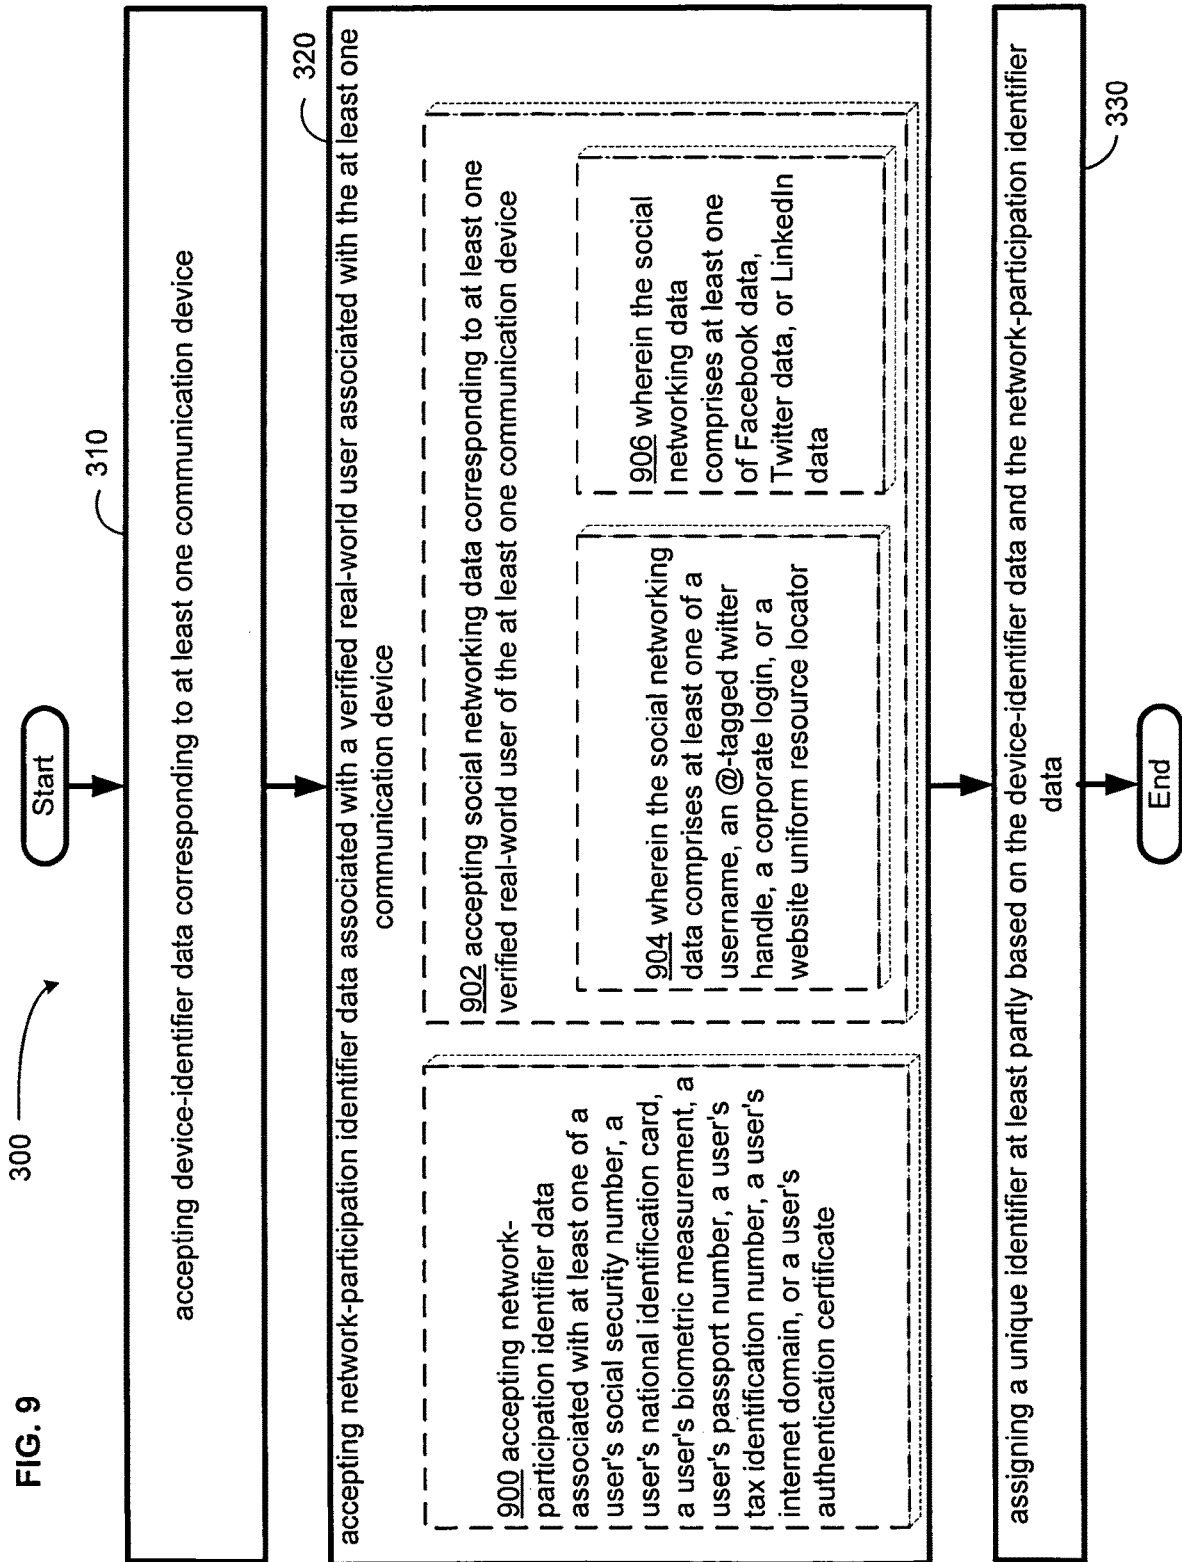 FIG. 9
300
Start
310
accepting device-identifier data corresponding to at least one communication device
320
accepting network-participation identifier data associated with a verified real-world user associated with the at least one
communication device
900 accepting network-
participation identifier data
associated with at least one of a
user's social security number, a
user's national identification card,
a user's biometric measurement, a
user's passport number, a user's
tax identification number, a user's
internet domain, or a user's
authentication certificate
902 accepting social networking data corresponding to at least one
verified real-world user of the at least one communication device
904 wherein the social networking
data comprises at least one of a
username, an @-tagged twitter
handle, a corporate login, or a
website uniform resource locator
906 wherein the social
networking data
comprises at least one
of Facebook data,
Twitter data, or LinkedIn
data
330
assigning a unique identifier at least partly based on the device-identifier data and the network-participation identifier
data
End